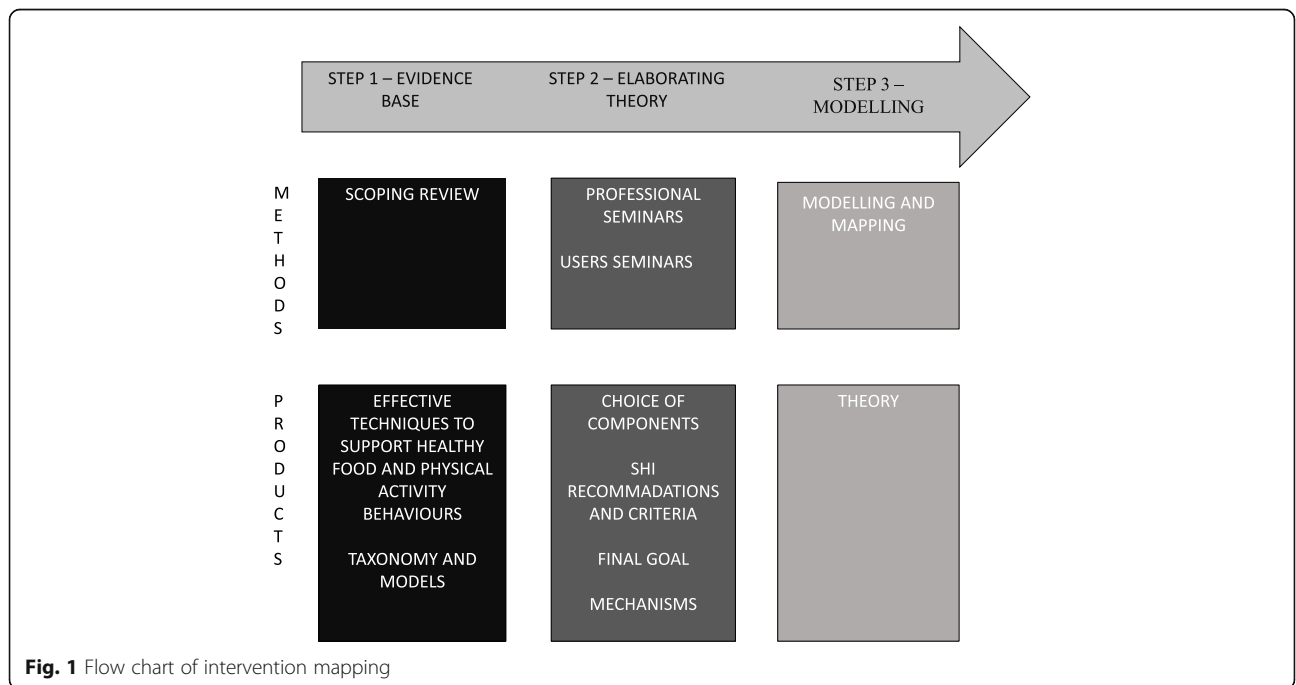 STEP 1 – EVIDENCE
BASE
STEP 2 – ELABORATING
THEORY
STEP 3 –
MODELLING
METHODS
SCOPING REVIEW
PROFESSIONAL
SEMINARS
USERS SEMINARS
MODELLING AND
MAPPING
PRODUCTS
EFFECTIVE
TECHNIQUES TO
SUPPORT HEALTHY
FOOD AND PHYSICAL
ACTIVITY
BEHAVIOURS
TAXONOMY AND
MODELS
CHOICE OF
COMPONENTS
SHI
RECOMMADATIONS
AND CRITERIA
FINAL GOAL
MECHANISMS
THEORY
Fig. 1 Flow chart of intervention mapping